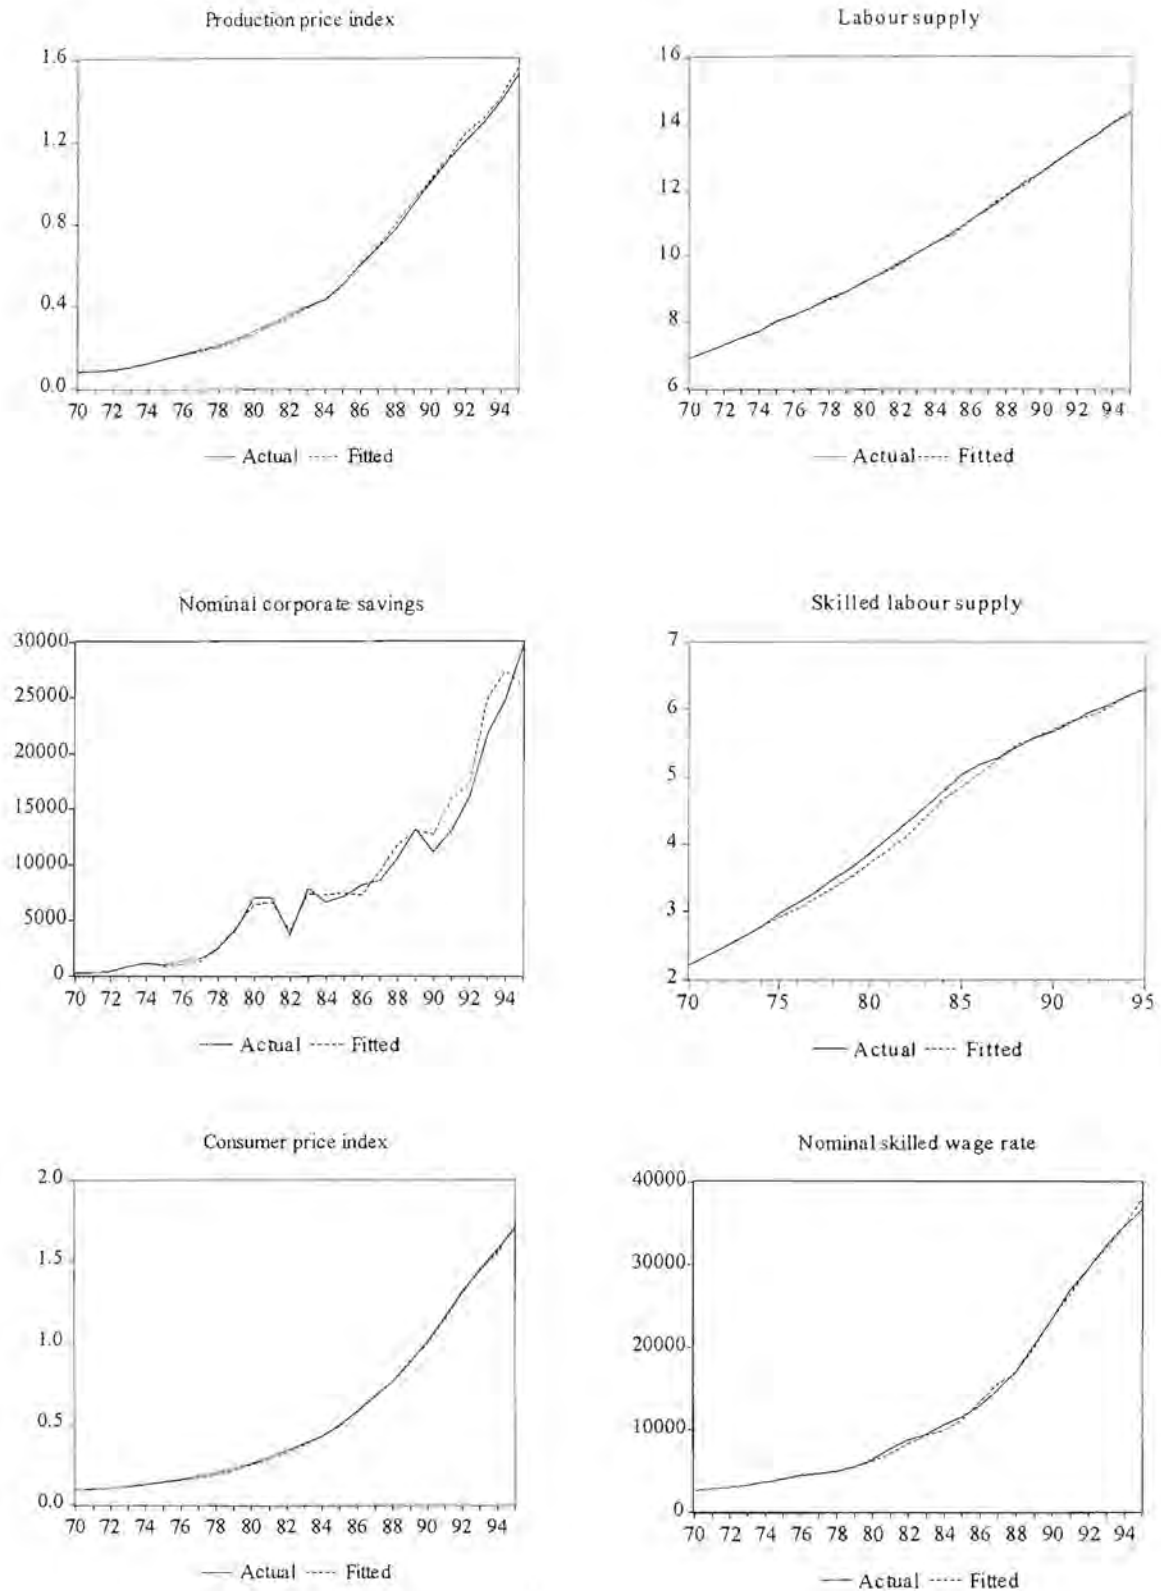 Production price index
1.6
1.2
0.8
0.4
0.0
70 72 74 76 78 80 82 84 86 88 90 92 94
Actual Fitted
Labour supply
16
14
12
10
8
6
70 72 74 76 78 80 82 84 86 88 90 92 94
Actual Fitted
Nominal corporate savings
30000
25000
20000
15000
10000
5000
0
70 72 74 76 78 80 82 84 86 88 90 92 94
Actual Fitted
Skilled labour supply
7
6
5
4
3
2
70 75 80 85 90 95
Actual Fitted
Consumer price index
2.0
1.5
1.0
0.5
0.0
70 72 74 76 78 80 82 84 86 88 90 92 94
Actual Fitted
Nominal skilled wage rate
40000
30000
20000
10000
0
70 72 74 76 78 80 82 84 86 88 90 92 94
Actual Fitted